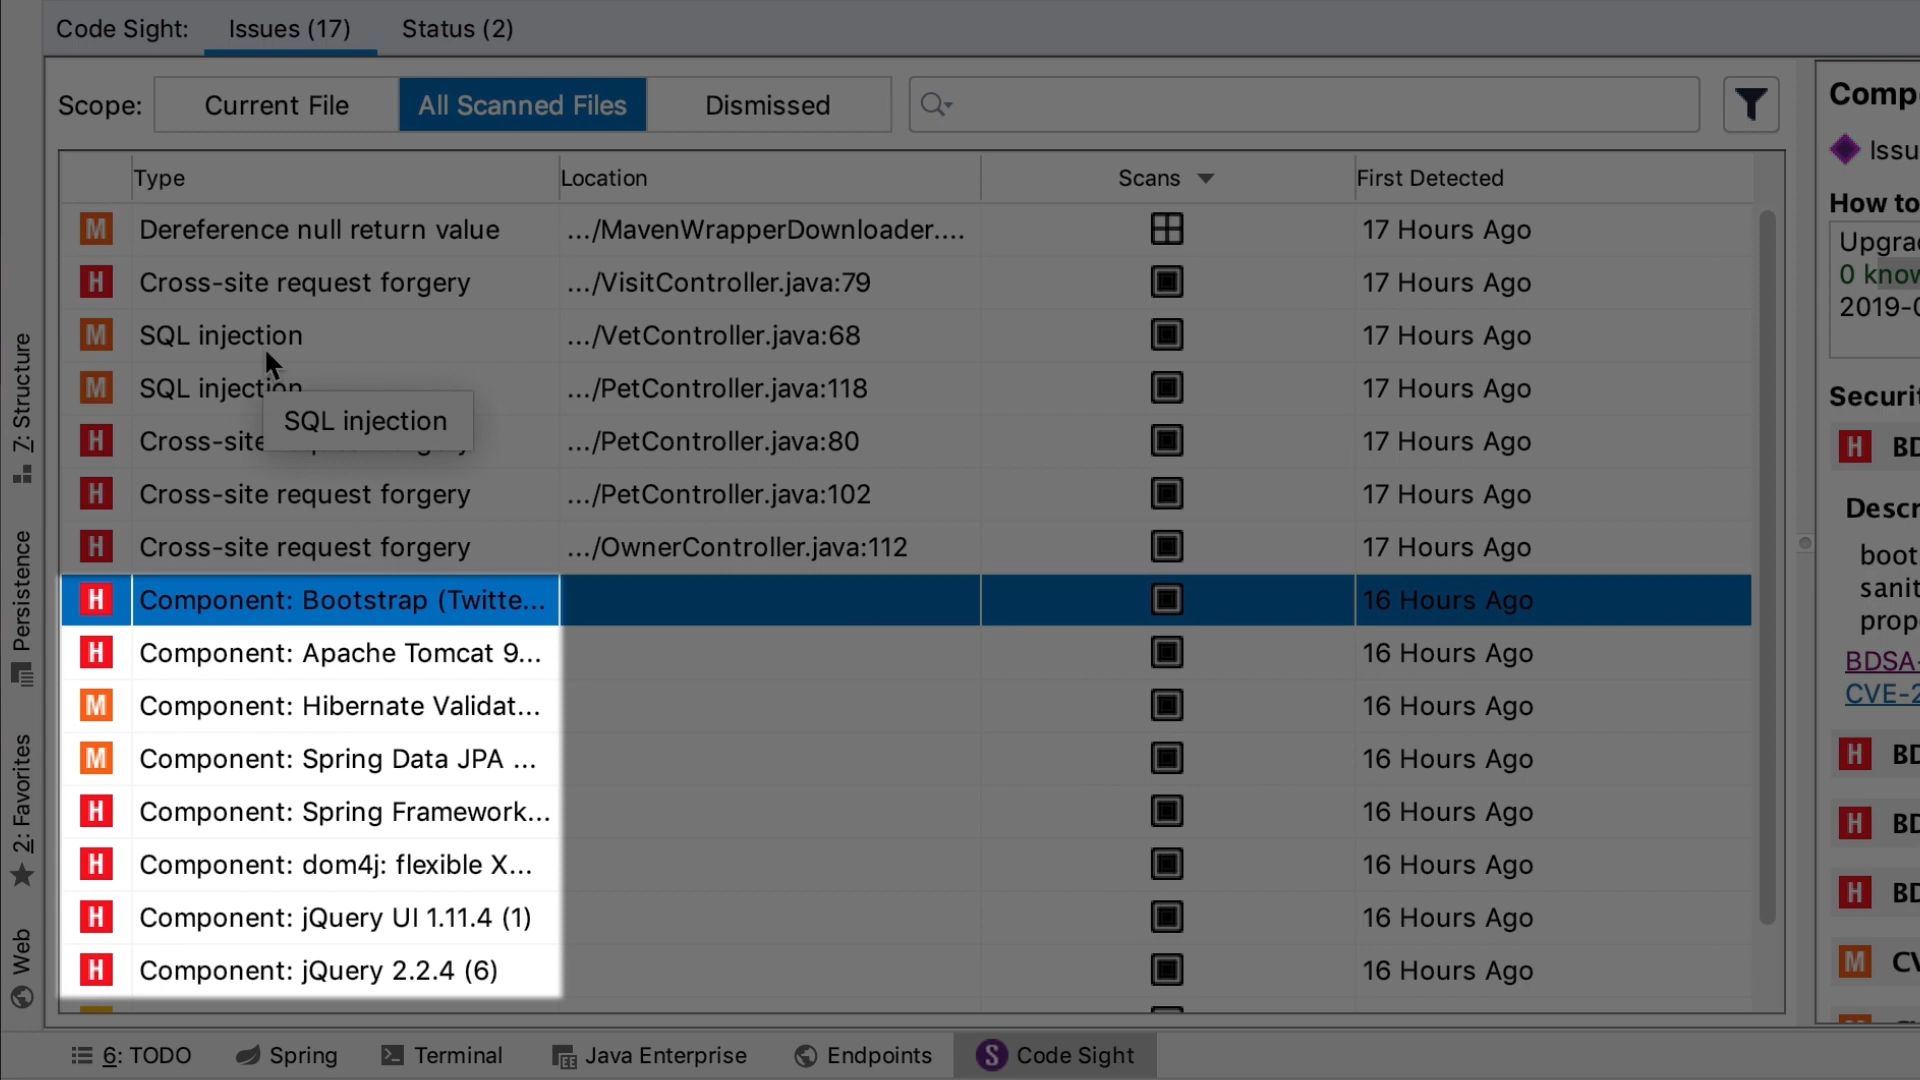 Code Sight: Issues (17) Status (2)
Scope: Current File All Scanned Files Dismissed
Type Location Scans First Detected
M Dereference null return value .../MavenWrapperDownloader.... 17 Hours Ago
H Cross-site request forgery .../VisitController.java:79 17 Hours Ago
M SQL injection .../VetController.java:68 17 Hours Ago
M SQL injection .../PetController.java:118 17 Hours Ago
SQL injection
H Cross-site .../PetController.java:80 17 Hours Ago
H Cross-site request forgery .../PetController.java:102 17 Hours Ago
H Cross-site request forgery .../OwnerController.java:112 17 Hours Ago
H Component: Bootstrap (Twitte... 16 Hours Ago
H Component: Apache Tomcat 9... 16 Hours Ago
M Component: Hibernate Validat... 16 Hours Ago
M Component: Spring Data JPA ... 16 Hours Ago
H Component: Spring Framework... 16 Hours Ago
H Component: dom4j: flexible X... 16 Hours Ago
H Component: jQuery UI 1.11.4 (1) 16 Hours Ago
H Component: jQuery 2.2.4 (6) 16 Hours Ago
Comp
Issu
How to
Upgra
0 know
2019-0
Securit
H BD
Descr
boot
sanit
prop
BDSA-
CVE-2
H BD
H BD
H BD
M CV
7: Structure
Persistence
2: Favorites
Web
6: TODO Spring Terminal Java Enterprise Endpoints S Code Sight